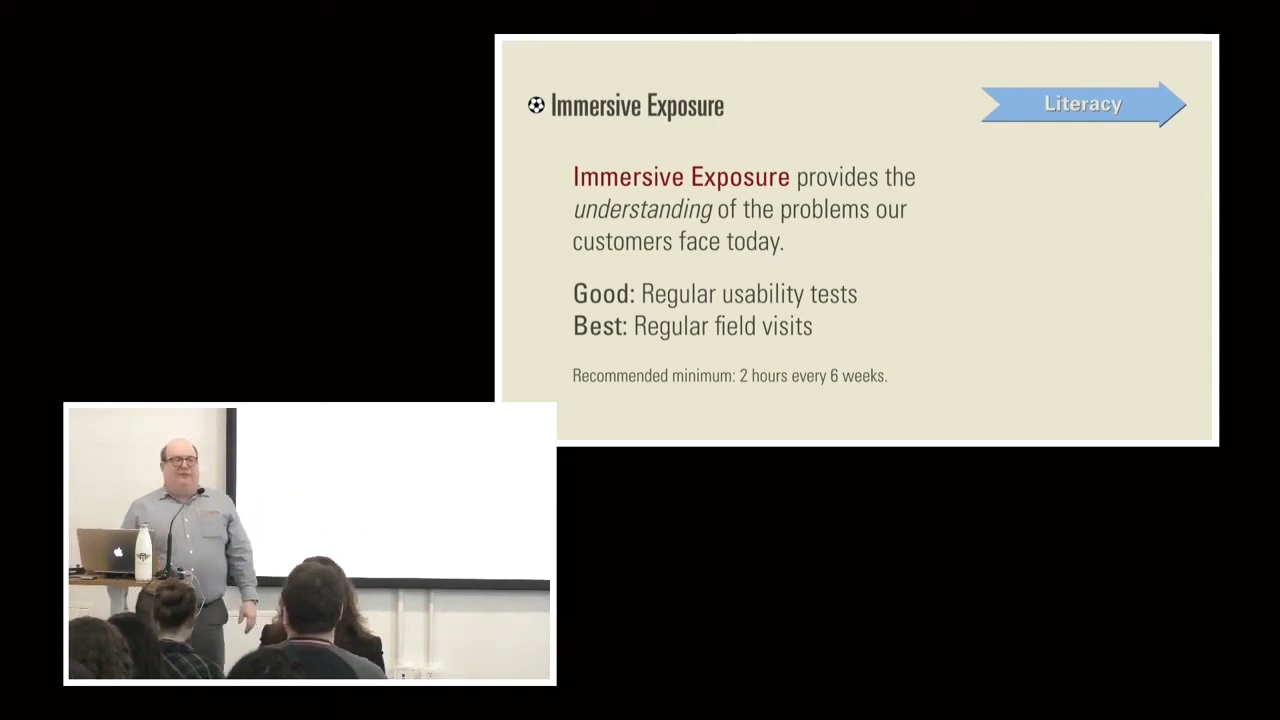 Immersive Exposure
Literacy
Immersive Exposure provides the
understanding of the problems our
customers face today.
Good: Regular usability tests
Best: Regular field visits
Recommended minimum: 2 hours every 6 weeks.